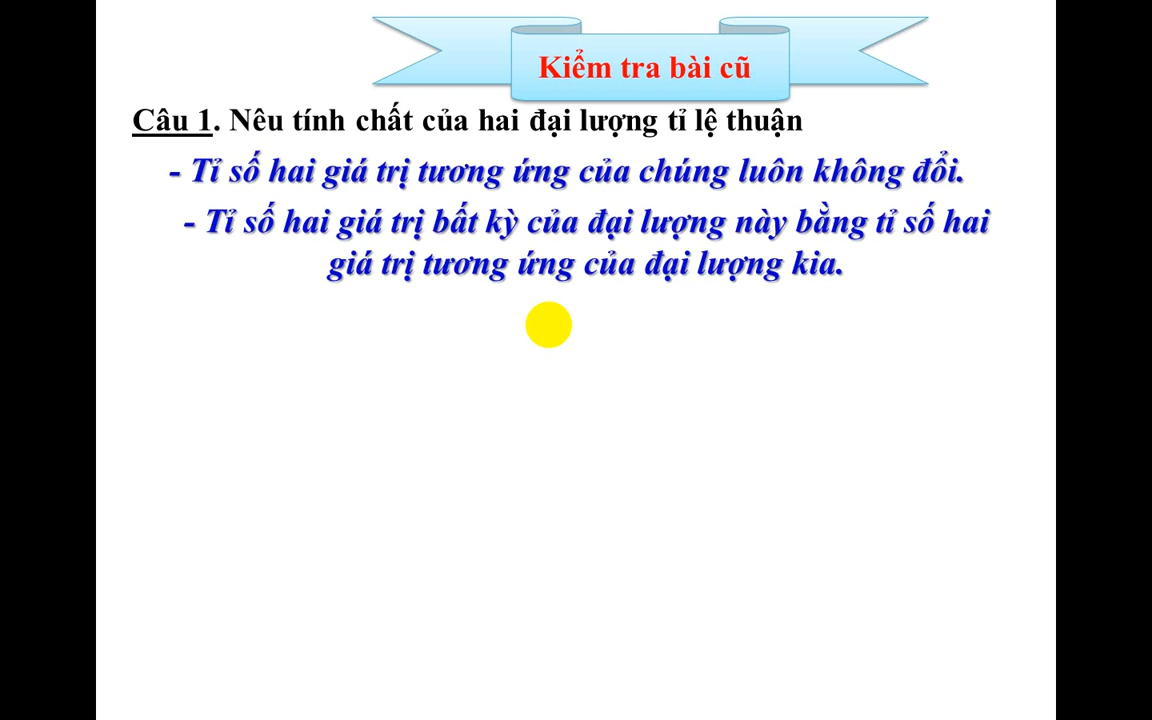 Kiểm tra bài cũ
Câu 1. Nêu tính chất của hai đại lượng tỉ lệ thuận
- Tỉ số hai giá trị tương ứng của chúng luôn không đổi.
- Tỉ số hai giá trị bất kỳ của đại lượng này bằng tỉ số hai
giá trị tương ứng của đại lượng kia.